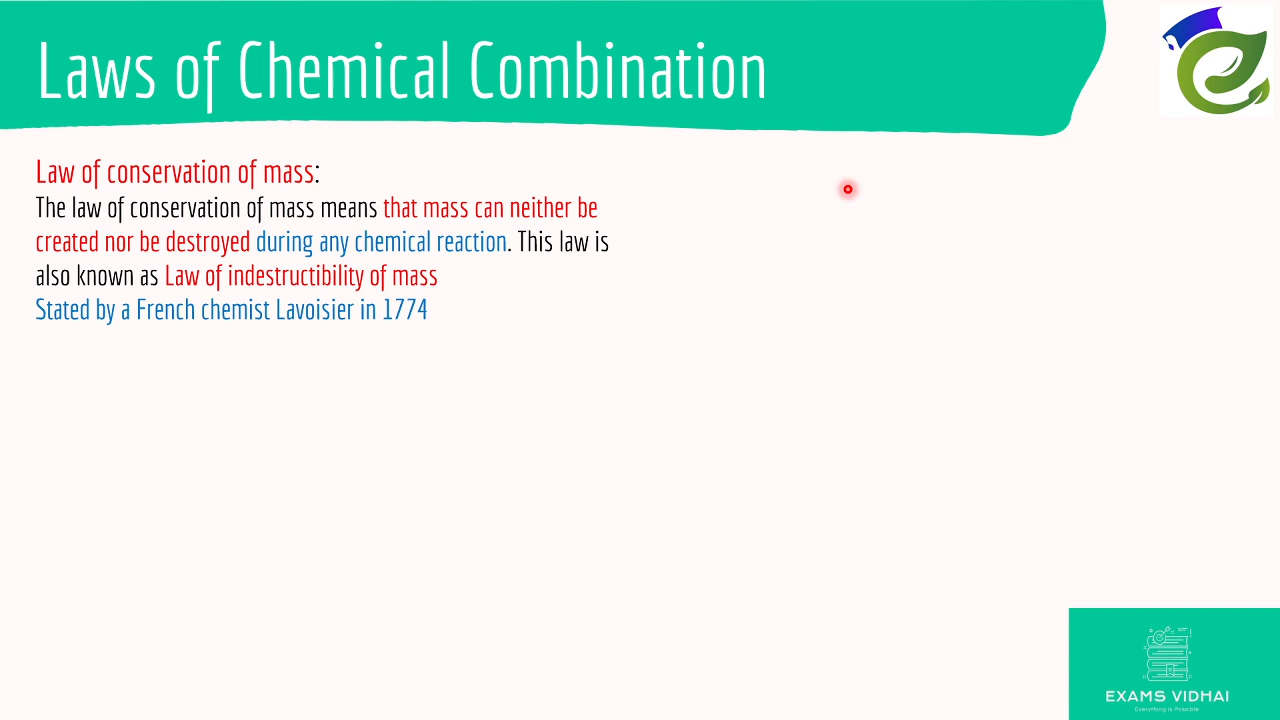 Laws of Chemical Combination
Law of conservation of mass:
The law of conservation of mass means that mass can neither be
created nor be destroyed during any chemical reaction. This law is
also known as Law of indestructibility of mass
Stated by a French chemist Lavoisier in 1774
EXAMS VIDHAI
Everything is Possible